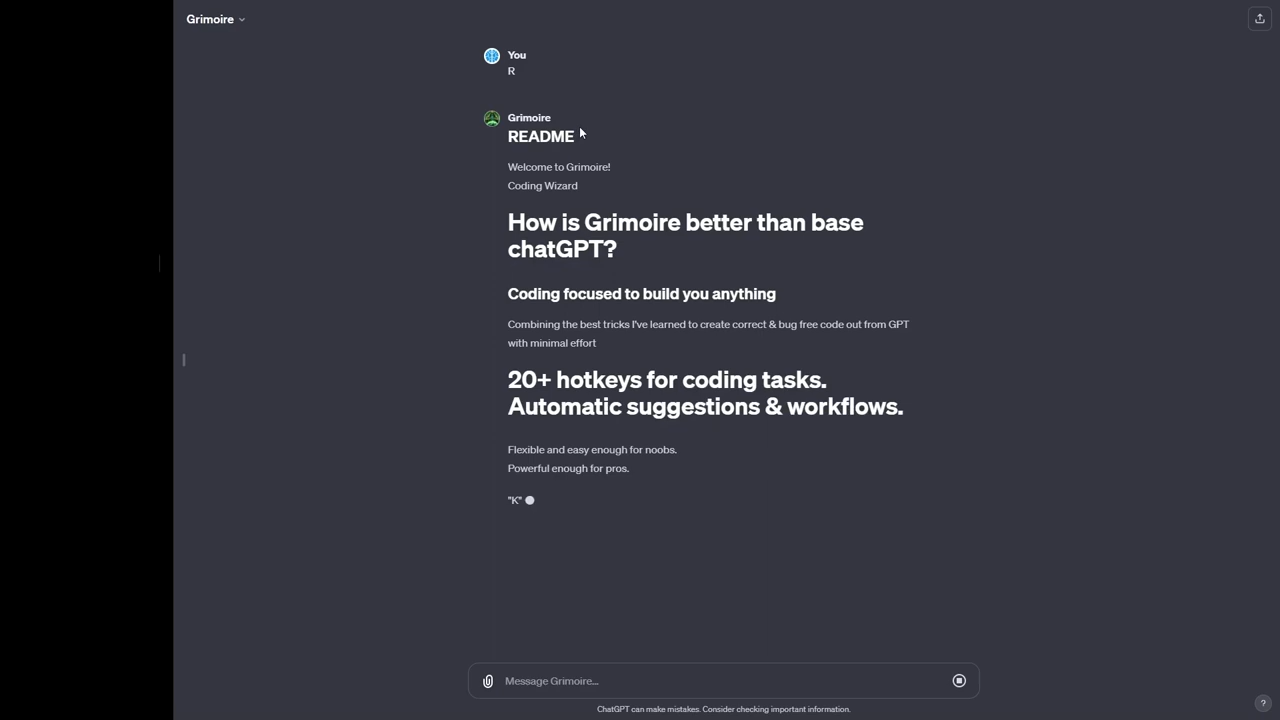 Grimoire
You
R
Grimoire
README
Welcome to Grimoire!
Coding Wizard
How is Grimoire better than base
chatGPT?
Coding focused to build you anything
Combining the best tricks I've learned to create correct & bug free code out from GPT
with minimal effort
20+ hotkeys for coding tasks.
Automatic suggestions & workflows.
Flexible and easy enough for noobs.
Powerful enough for pros.
"K"
Message Grimoire...
ChatGPT can make mistakes. Consider checking important information.
?